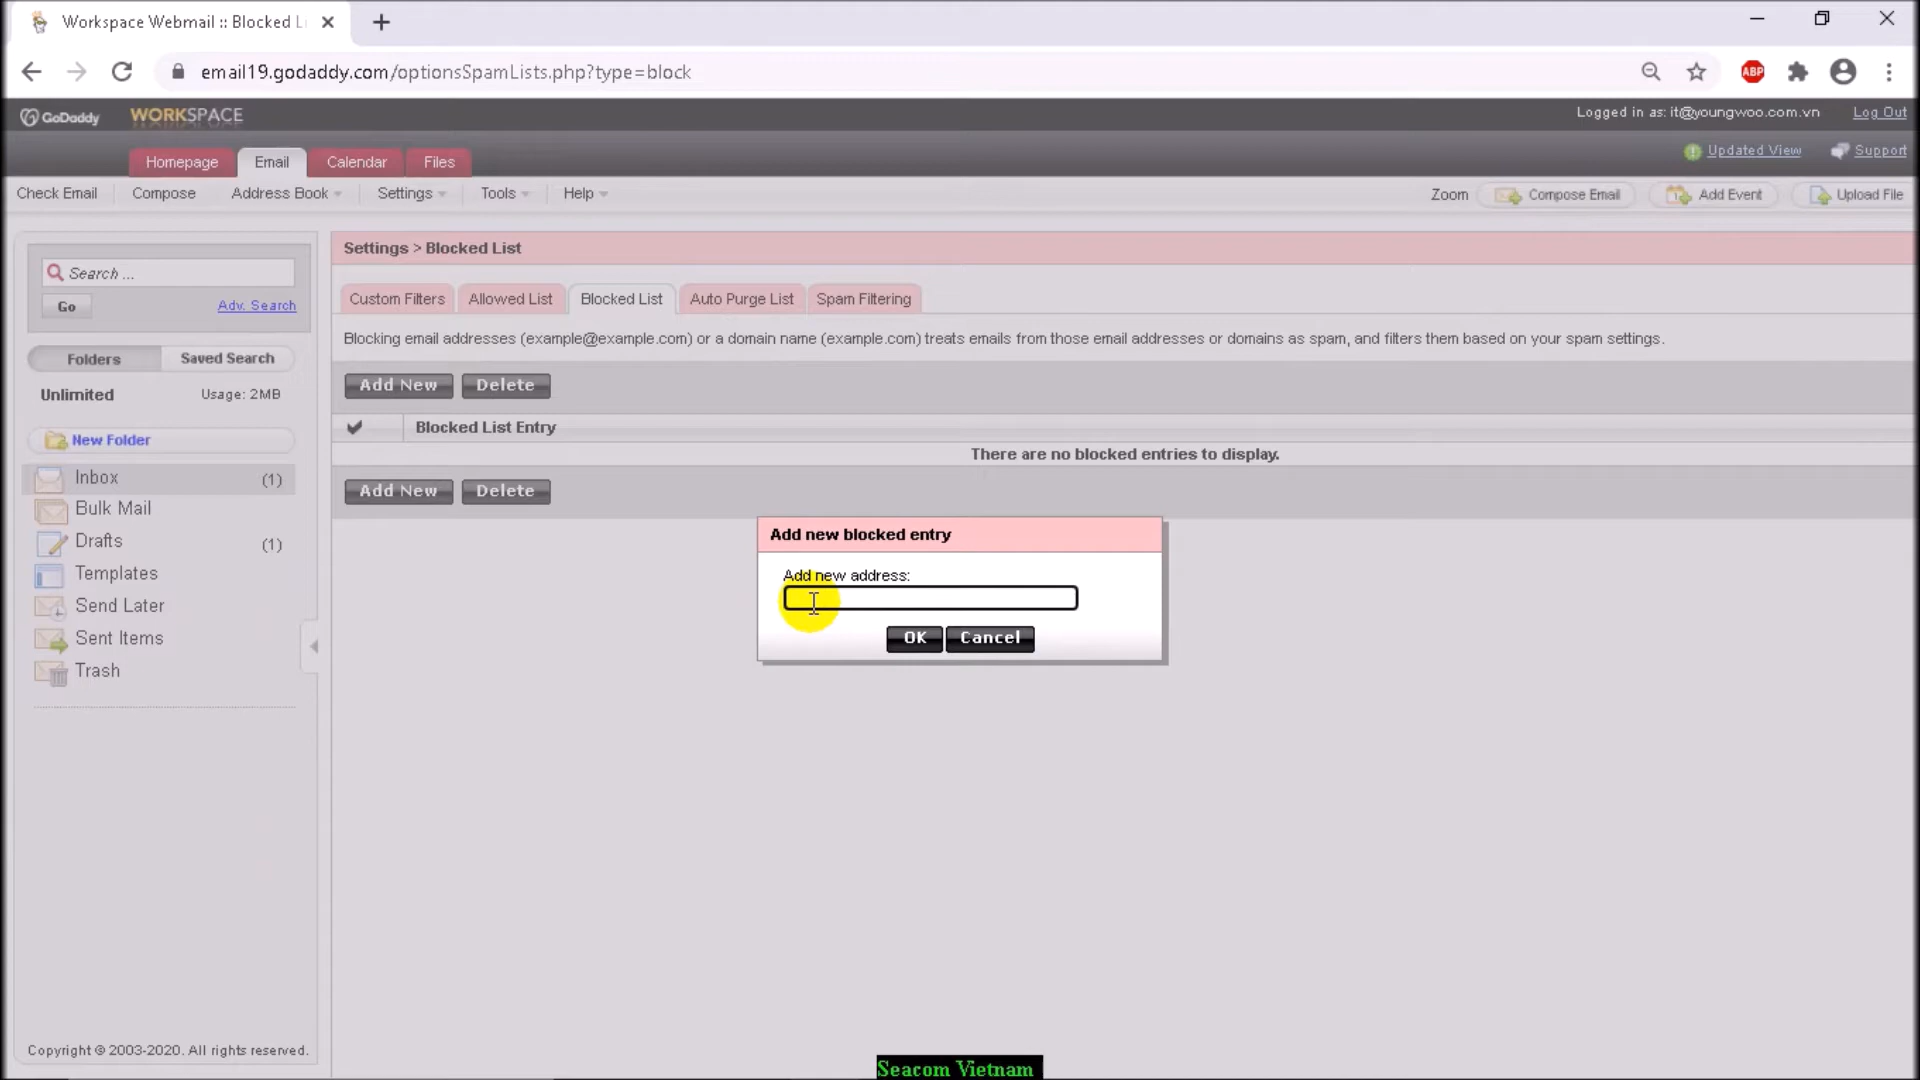 Workspace Webmail :: Blocked Li
email19.godaddy.com/optionsSpamLists.php?type=block
ABP
GoDaddy WORKSPACE
Logged in as: it@youngwoo.com.vn Log Out
Homepage Email Calendar Files
Updated View Support
Check Email Compose Address Book Settings Tools Help
Zoom Compose Email Add Event Upload File
Search ...
Go Adv. Search
Folders Saved Search
Unlimited Usage: 2MB
New Folder
Inbox (1)
Bulk Mail
Drafts (1)
Templates
Send Later
Sent Items
Trash
Copyright © 2003-2020. All rights reserved.
Settings > Blocked List
Custom Filters Allowed List Blocked List Auto Purge List Spam Filtering
Blocking email addresses (example@example.com) or a domain name (example.com) treats emails from those email addresses or domains as spam, and filters them based on your spam settings.
Add New Delete
Blocked List Entry
There are no blocked entries to display.
Add New Delete
Add new blocked entry
Add new address:
OK Cancel
Seacom Vietnam